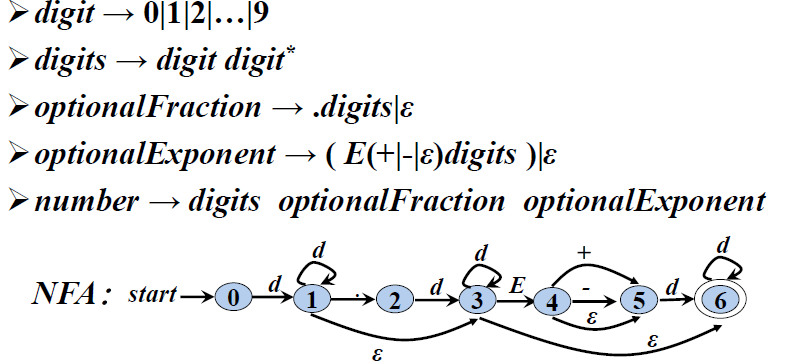 ➢digit → 0|1|2|…|9
➢digits → digit digit*
➢optionalFraction → .digits|ε
➢optionalExponent → ( E(+|-|ε)digits )|ε
➢number → digits optionalFraction optionalExponent
d d + d
NFA: start 0 d 1 . 2 d 3 E 4 - 5 d 6
ε
ε ε